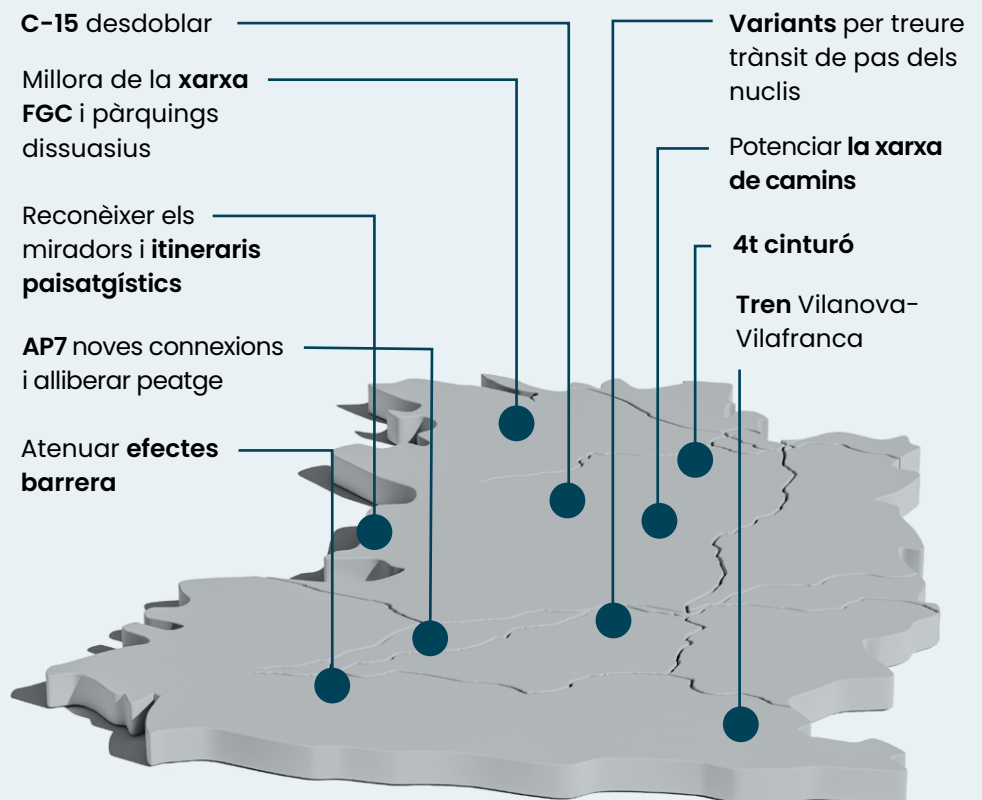 C-15 desdoblar
Millora de la xarxa
FGC i pàrquings
dissuasius
Reconèixer els
miradors i itineraris
paisatgístics
AP7 noves connexions
i alliberar peatge
Atenuar efectes
barrera
Variants per treure
trànsit de pas dels
nuclis
Potenciar la xarxa
de camins
4t cinturó
Tren Vilanova-
Vilafranca